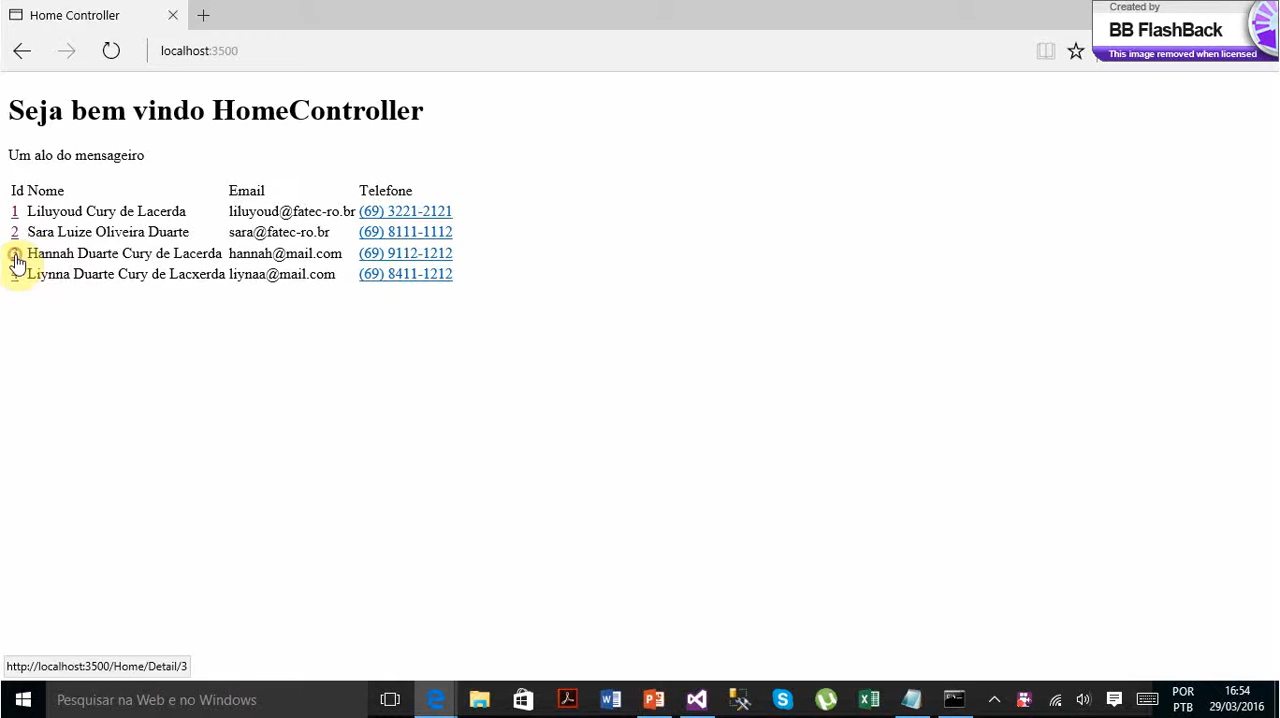 Home Controller
Created by
BB FlashBack
This image removed when licensed
localhost:3500
Seja bem vindo HomeController
Um alo do mensageiro
Id Nome Email Telefone
1 Liluyoud Cury de Lacerda liluyoud@fatec-ro.br (69) 3221-2121
2 Sara Luize Oliveira Duarte sara@fatec-ro.br (69) 8111-1112
Hannah Duarte Cury de Lacerda hannah@mail.com (69) 9112-1212
Liynna Duarte Cury de Lacxerda liynaa@mail.com (69) 8411-1212
http://localhost:3500/Home/Detail/3
Pesquisar na Web e no Windows
POR
PTB
16:54
29/03/2016